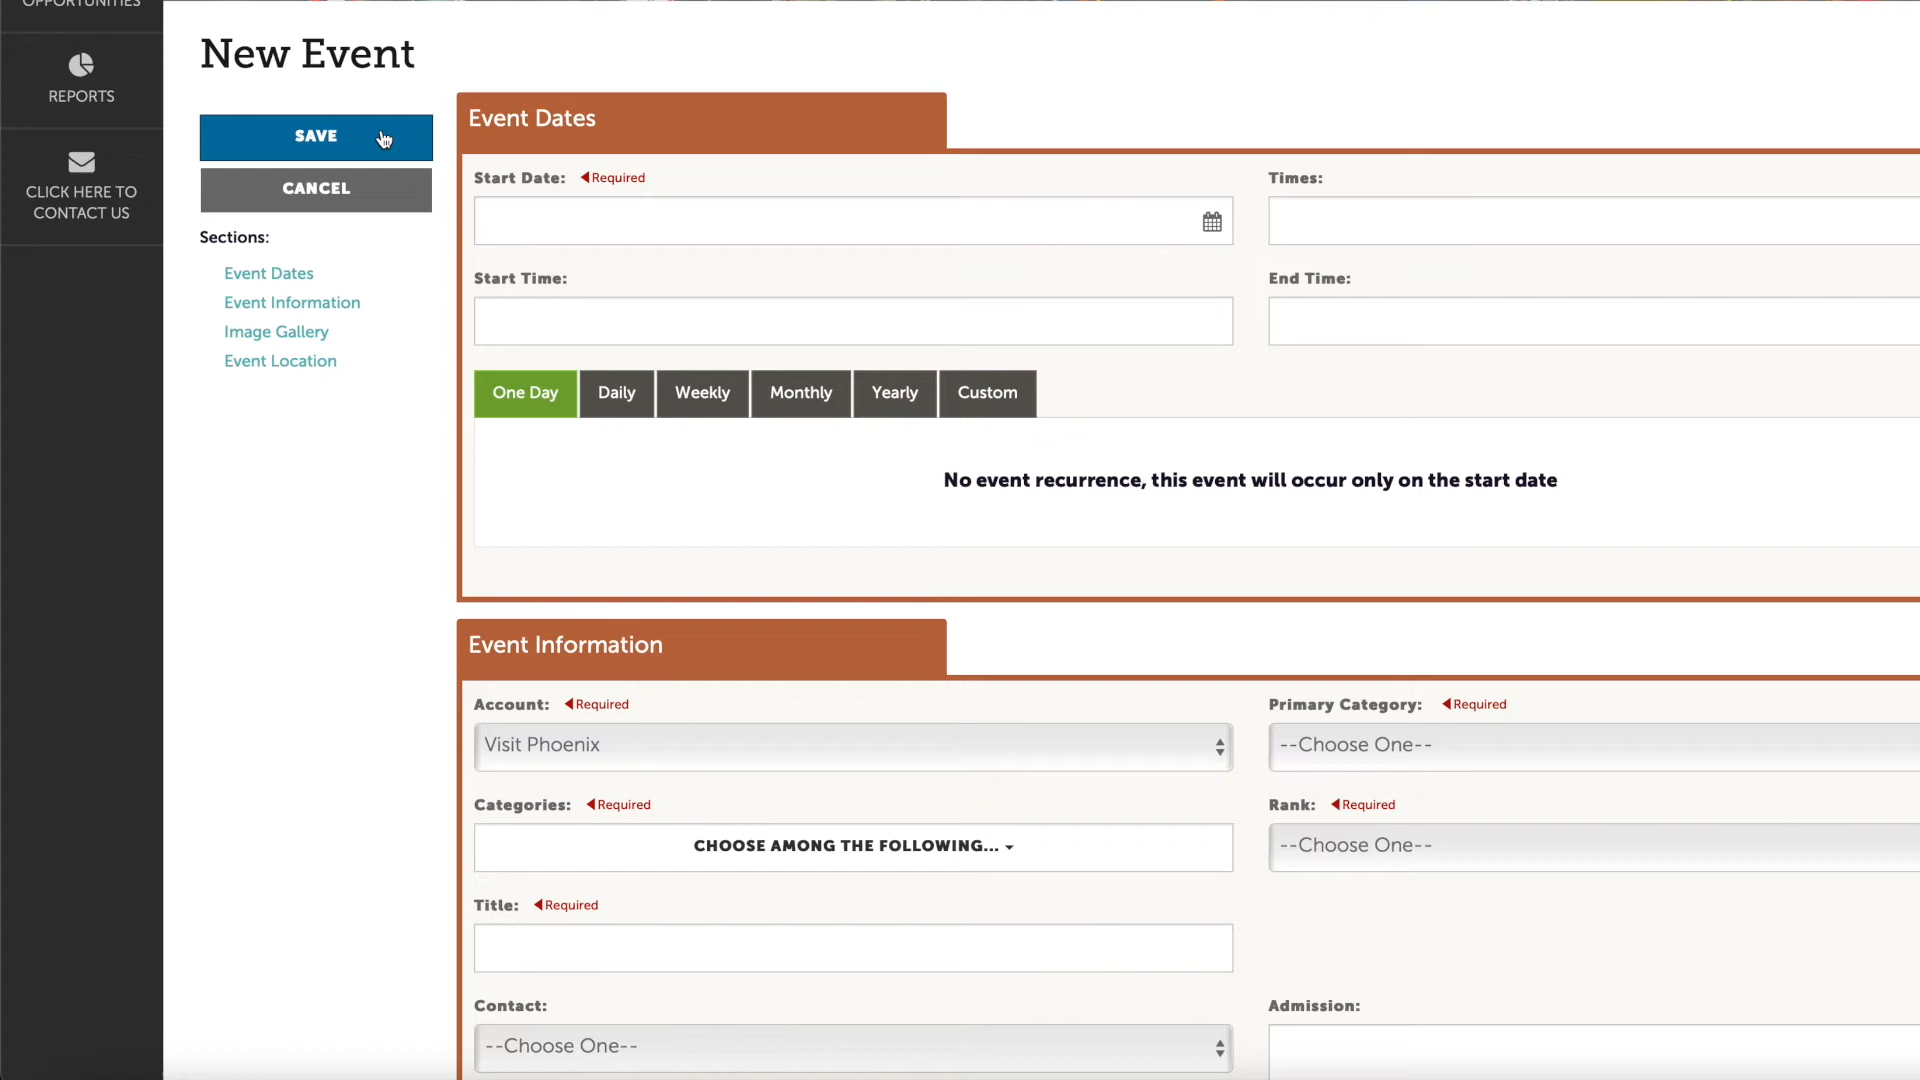 OPPORTUNITIES
REPORTS
CLICK HERE TO
CONTACT US
New Event
SAVE
CANCEL
Sections:
Event Dates
Event Information
Image Gallery
Event Location
Event Dates
Start Date: Required
Times:
Start Time:
End Time:
One Day Daily Weekly Monthly Yearly Custom
No event recurrence, this event will occur only on the start date
Event Information
Account: Required
Primary Category: Required
Visit Phoenix
--Choose One--
Categories: Required
Rank: Required
CHOOSE AMONG THE FOLLOWING...
--Choose One--
Title: Required
Contact:
Admission:
--Choose One--